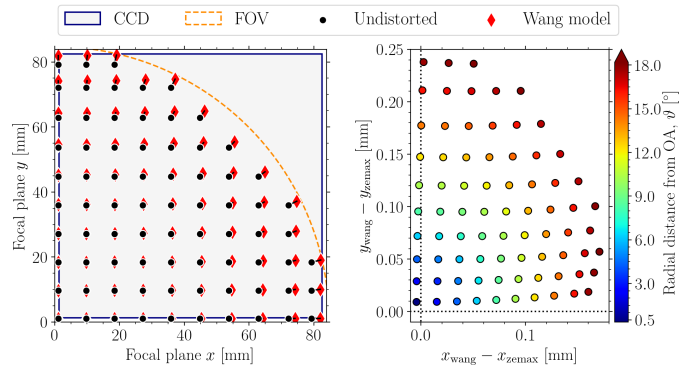 CCD FOV Undistorted Wang model
80
60
40
20
0
0 20 40 60 80
Focal plane y [mm]
Focal plane x [mm]
0.25
0.20
0.15
0.10
0.05
0.00
0.0 0.1
y_wang − y_zemax [mm]
x_wang − x_zemax [mm]
18.0
15.0
12.0
9.0
6.0
3.0
0.5
Radial distance from OA, ϑ [°]